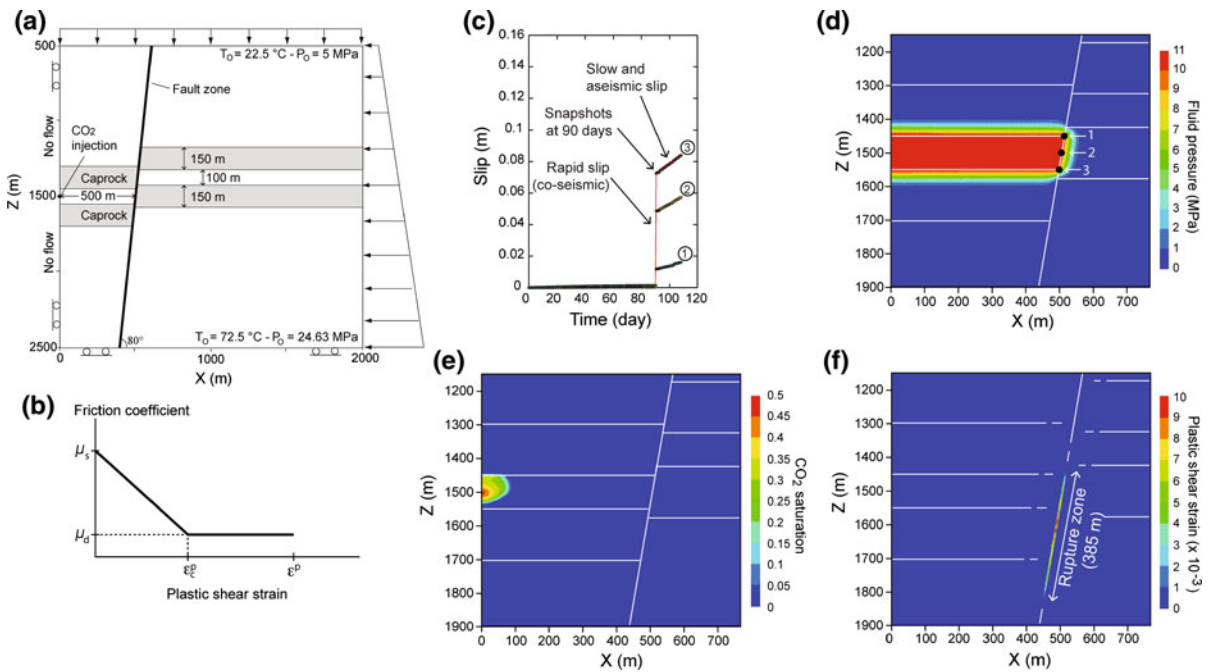 (a)
500
T₀ = 22.5 °C - P₀ = 5 MPa
Fault zone
No flow
CO₂
injection
150 m
Caprock
100 m
1500
500 m
150 m
Caprock
Z (m)
No flow
T₀ = 72.5 °C - P₀ = 24.63 MPa
80°
2500
0
1000
2000
X (m)
(b)
Friction coefficient
μs
μd
εᵖc
εᵖ
Plastic shear strain
(c)
0.16
0.14
0.12
0.1
0.08
0.06
0.04
0.02
0
Slip (m)
Slow and
aseismic slip
Snapshots
at 90 days
Rapid slip
(co-seismic)
3
2
1
0 20 40 60 80 100 120
Time (day)
(d)
1200
1300
1400
1500
1600
1700
1800
1900
Z (m)
1
2
3
0 100 200 300 400 500 600 700
X (m)
11
10
9
8
7
6
5
4
3
2
1
0
Fluid pressure (MPa)
(e)
1200
1300
1400
1500
1600
1700
1800
1900
Z (m)
0 100 200 300 400 500 600 700
X (m)
0.5
0.45
0.4
0.35
0.3
0.25
0.2
0.15
0.1
0.05
0
CO₂ saturation
(f)
1200
1300
1400
1500
1600
1700
1800
1900
Z (m)
Rupture zone
(385 m)
0 100 200 300 400 500 600 700
X (m)
10
9
8
7
6
5
4
3
2
1
0
Plastic shear strain (x 10⁻³)